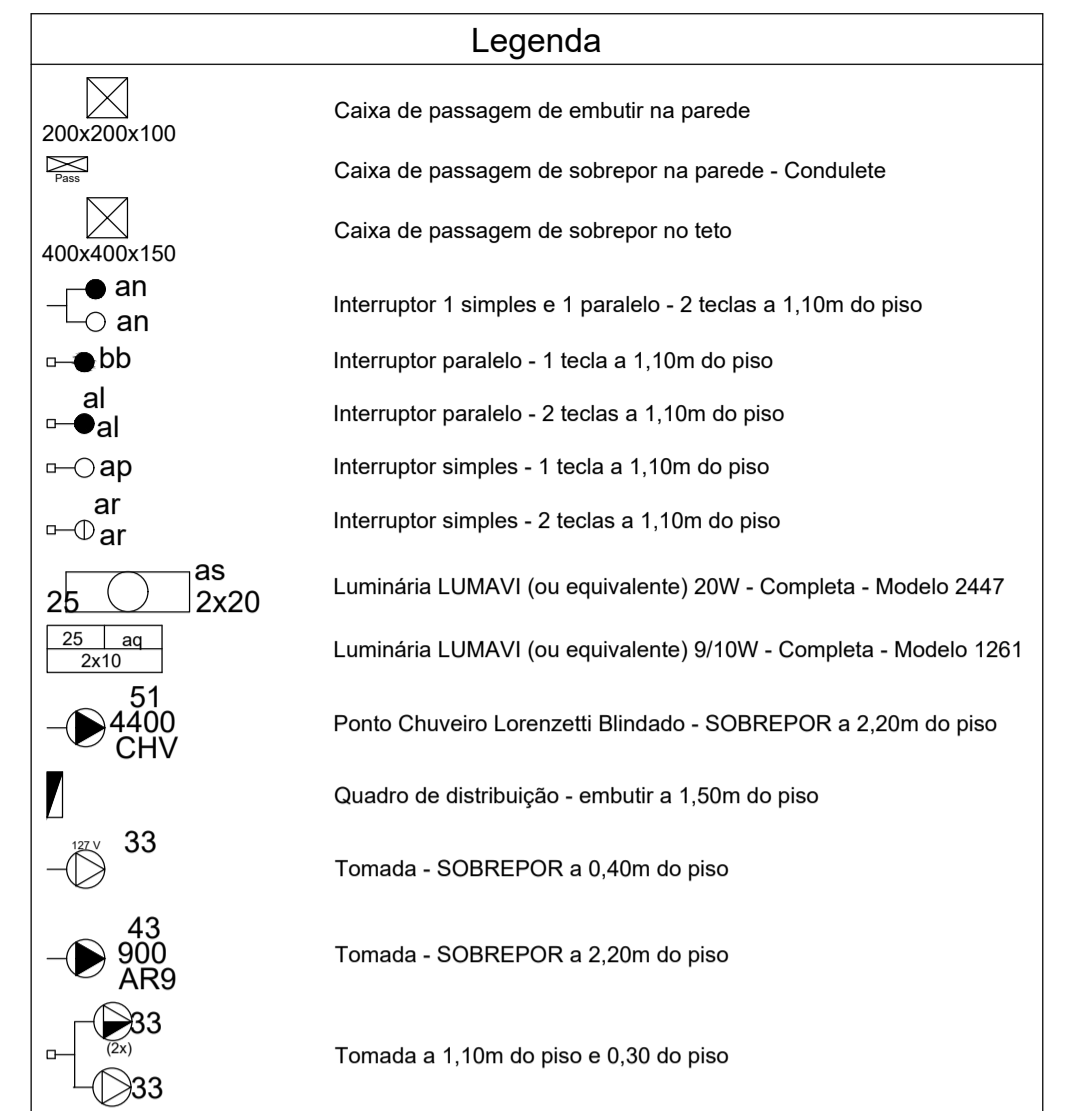 Legenda
200x200x100
Caixa de passagem de embutir na parede
Pass
Caixa de passagem de sobrepor na parede - Condulete
400x400x150
Caixa de passagem de sobrepor no teto
an
an
Interruptor 1 simples e 1 paralelo - 2 teclas a 1,10m do piso
bb
Interruptor paralelo - 1 tecla a 1,10m do piso
al
al
Interruptor paralelo - 2 teclas a 1,10m do piso
ap
Interruptor simples - 1 tecla a 1,10m do piso
ar
ar
Interruptor simples - 2 teclas a 1,10m do piso
as
25 2x20
Luminária LUMAVI (ou equivalente) 20W - Completa - Modelo 2447
25 aq
2x10
Luminária LUMAVI (ou equivalente) 9/10W - Completa - Modelo 1261
51
4400
CHV
Ponto Chuveiro Lorenzetti Blindado - SOBREPOR a 2,20m do piso
Quadro de distribuição - embutir a 1,50m do piso
127 V 33
Tomada - SOBREPOR a 0,40m do piso
43
900
AR9
Tomada - SOBREPOR a 2,20m do piso
33
(2x)
33
Tomada a 1,10m do piso e 0,30 do piso